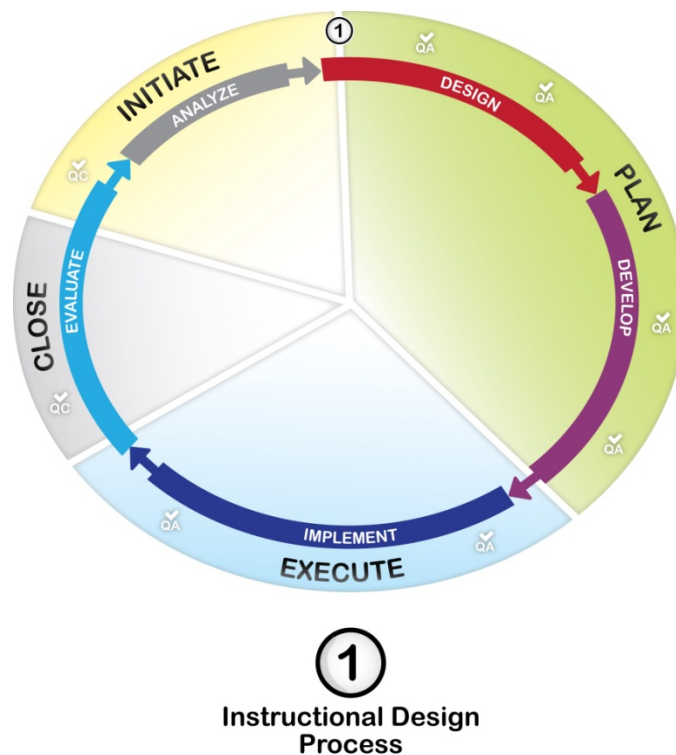 1
QA
QA
INITIATE
ANALYZE
DESIGN
QC
PLAN
EVALUATE
DEVELOP
CLOSE
QA
QC
QA
QA
QA
IMPLEMENT
EXECUTE
1
Instructional Design
Process